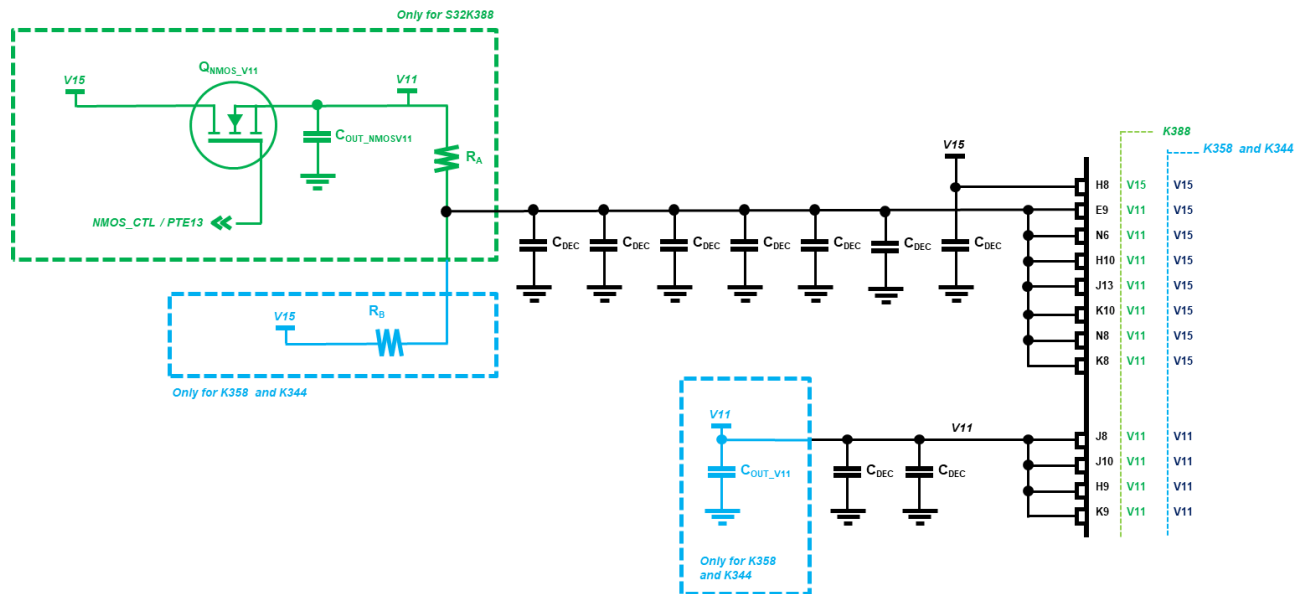 Only for S32K388
V15
QNMOS_V11
V11
COUT_NMOSV11
RA
NMOS_CTL / PTE13
V15
RB
Only for K358 and K344
CDEC
CDEC
CDEC
CDEC
CDEC
CDEC
CDEC
V15
K388
K358 and K344
H8 V15 V15
E9 V11 V15
N6 V11 V15
H10 V11 V15
J13 V11 V15
K10 V11 V15
N8 V11 V15
K8 V11 V15
V11
COUT_V11
Only for K358
and K344
CDEC
CDEC
V11
J8 V11 V11
J10 V11 V11
H9 V11 V11
K9 V11 V11